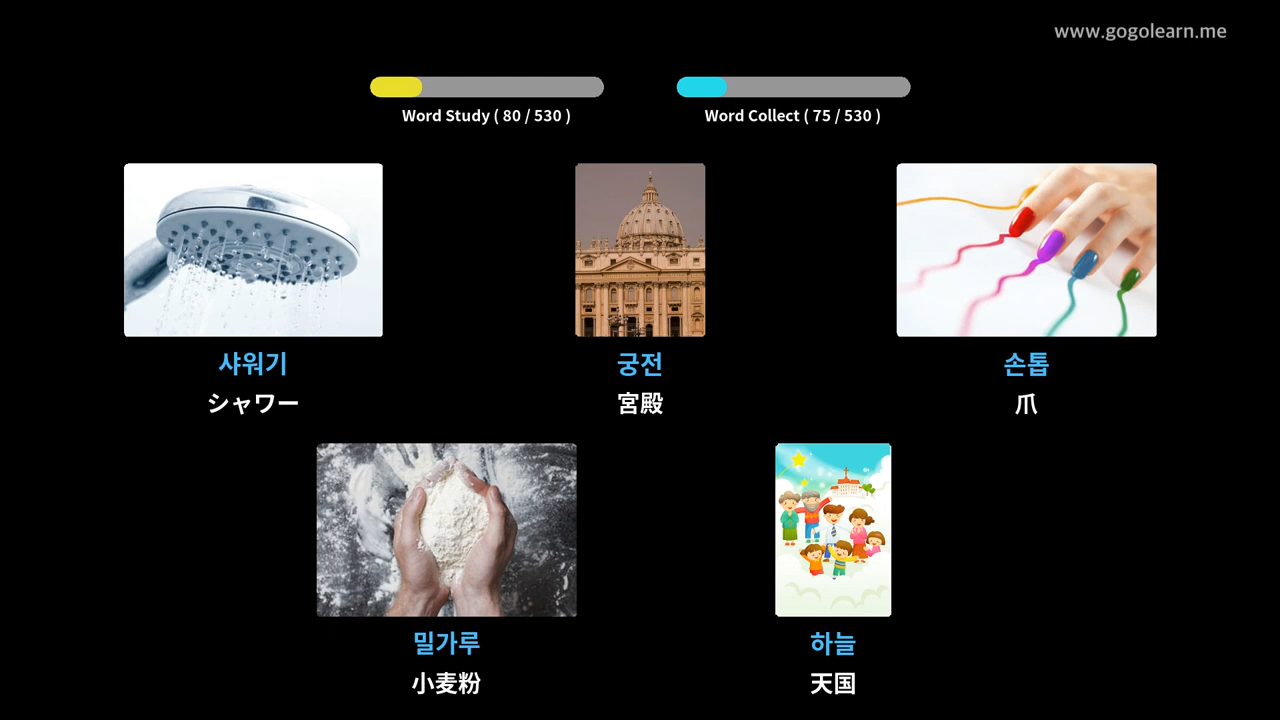 www.gogolearn.me
Word Study ( 80 / 530 )
Word Collect ( 75 / 530 )
샤워기
シャワー
궁전
宮殿
손톱
爪
밀가루
小麦粉
하늘
天国